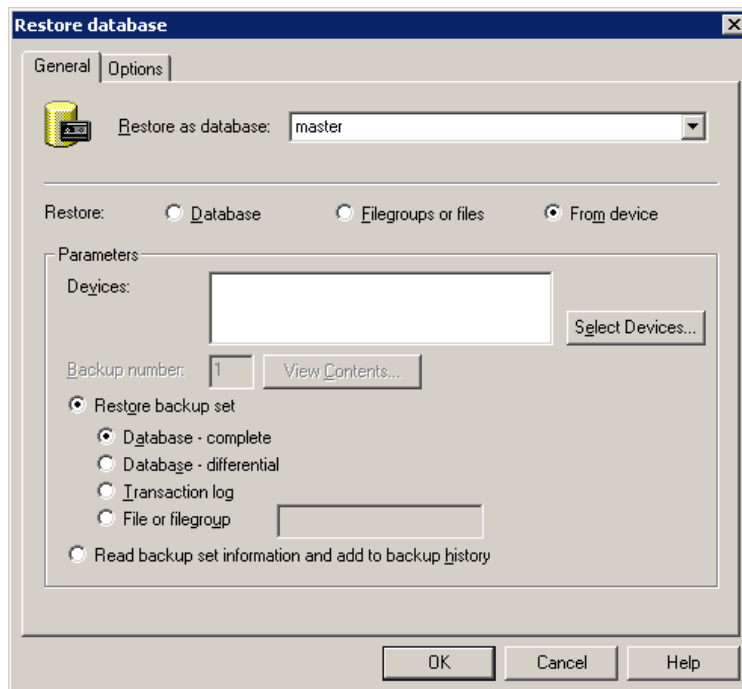 Restore database
General Options
Restore as database: master
Restore: Database Filegroups or files From device
Parameters
Devices:
Select Devices...
Backup number: 1 View Contents...
Restore backup set
Database - complete
Database - differential
Transaction log
File or filegroup
Read backup set information and add to backup history
OK Cancel Help